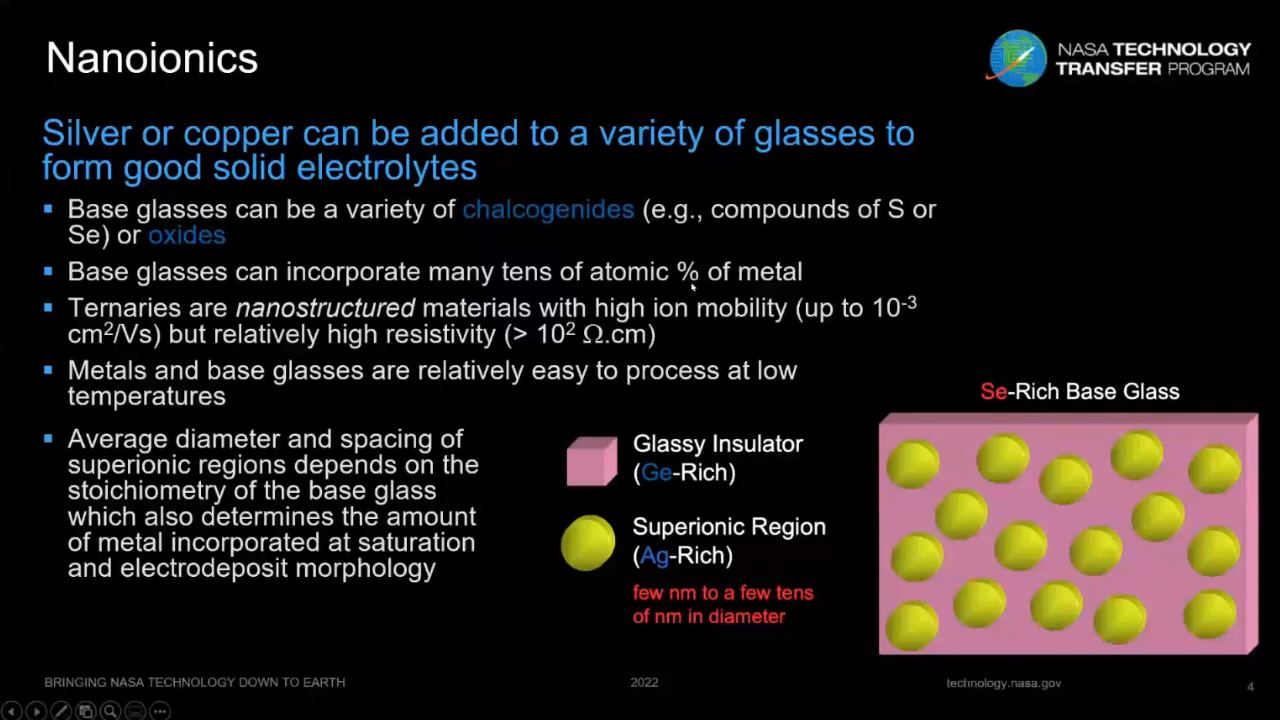 Nanoionics
NASA TECHNOLOGY
TRANSFER PROGRAM
Silver or copper can be added to a variety of glasses to
form good solid electrolytes
▪ Base glasses can be a variety of chalcogenides (e.g., compounds of S or
Se) or oxides
▪ Base glasses can incorporate many tens of atomic % of metal
▪ Ternaries are nanostructured materials with high ion mobility (up to 10⁻³
cm²/Vs) but relatively high resistivity (> 10² Ω.cm)
▪ Metals and base glasses are relatively easy to process at low
temperatures
▪ Average diameter and spacing of
superionic regions depends on the
stoichiometry of the base glass
which also determines the amount
of metal incorporated at saturation
and electrodeposit morphology
Glassy Insulator
(Ge-Rich)
Superionic Region
(Ag-Rich)
few nm to a few tens
of nm in diameter
Se-Rich Base Glass
BRINGING NASA TECHNOLOGY DOWN TO EARTH
2022
technology.nasa.gov
4